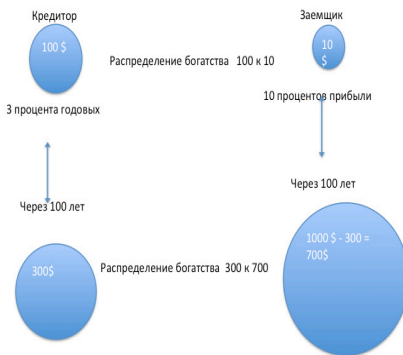 Кредитор
Заемщик
100 $
10
$
Распределение богатства 100 к 10
3 процента годовых
10 процентов прибыли
Через 100 лет
Через 100 лет
300$
Распределение богатства 300 к 700
1000 $ - 300 =
700$